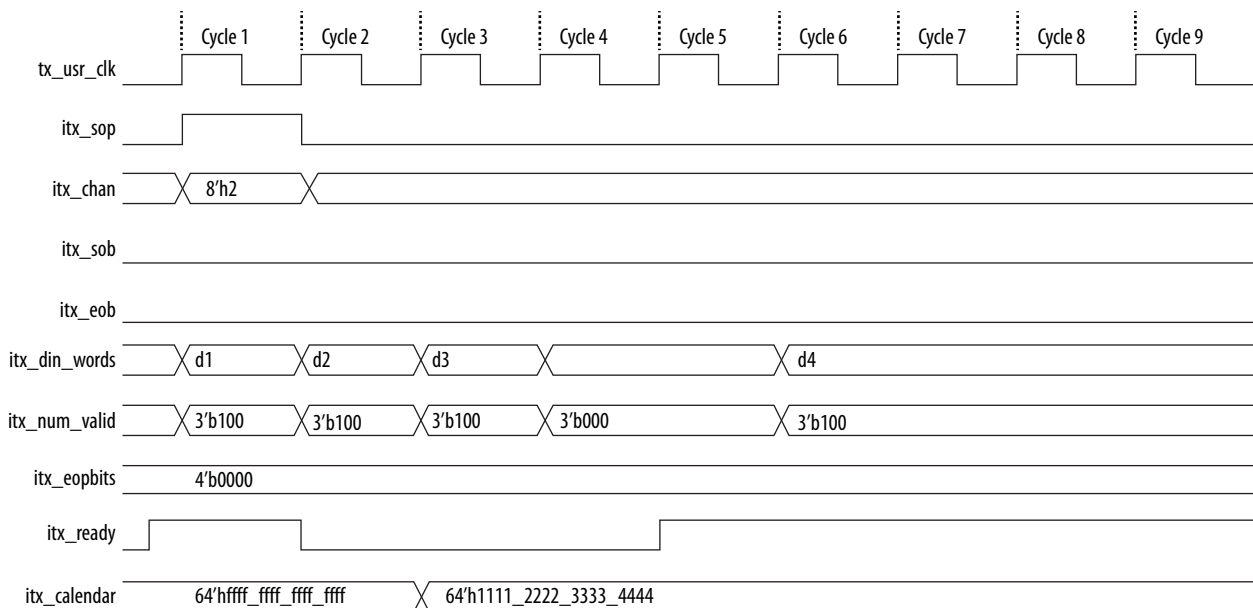 Cycle 1 Cycle 2 Cycle 3 Cycle 4 Cycle 5 Cycle 6 Cycle 7 Cycle 8 Cycle 9
tx_usr_clk
itx_sop
itx_chan 8’h2
itx_sob
itx_eob
itx_din_words d1 d2 d3 d4
itx_num_valid 3’b100 3’b100 3’b100 3’b000 3’b100
itx_eopbits 4’b0000
itx_ready
itx_calendar 64’hffff_ffff_ffff_ffff 64’h1111_2222_3333_4444